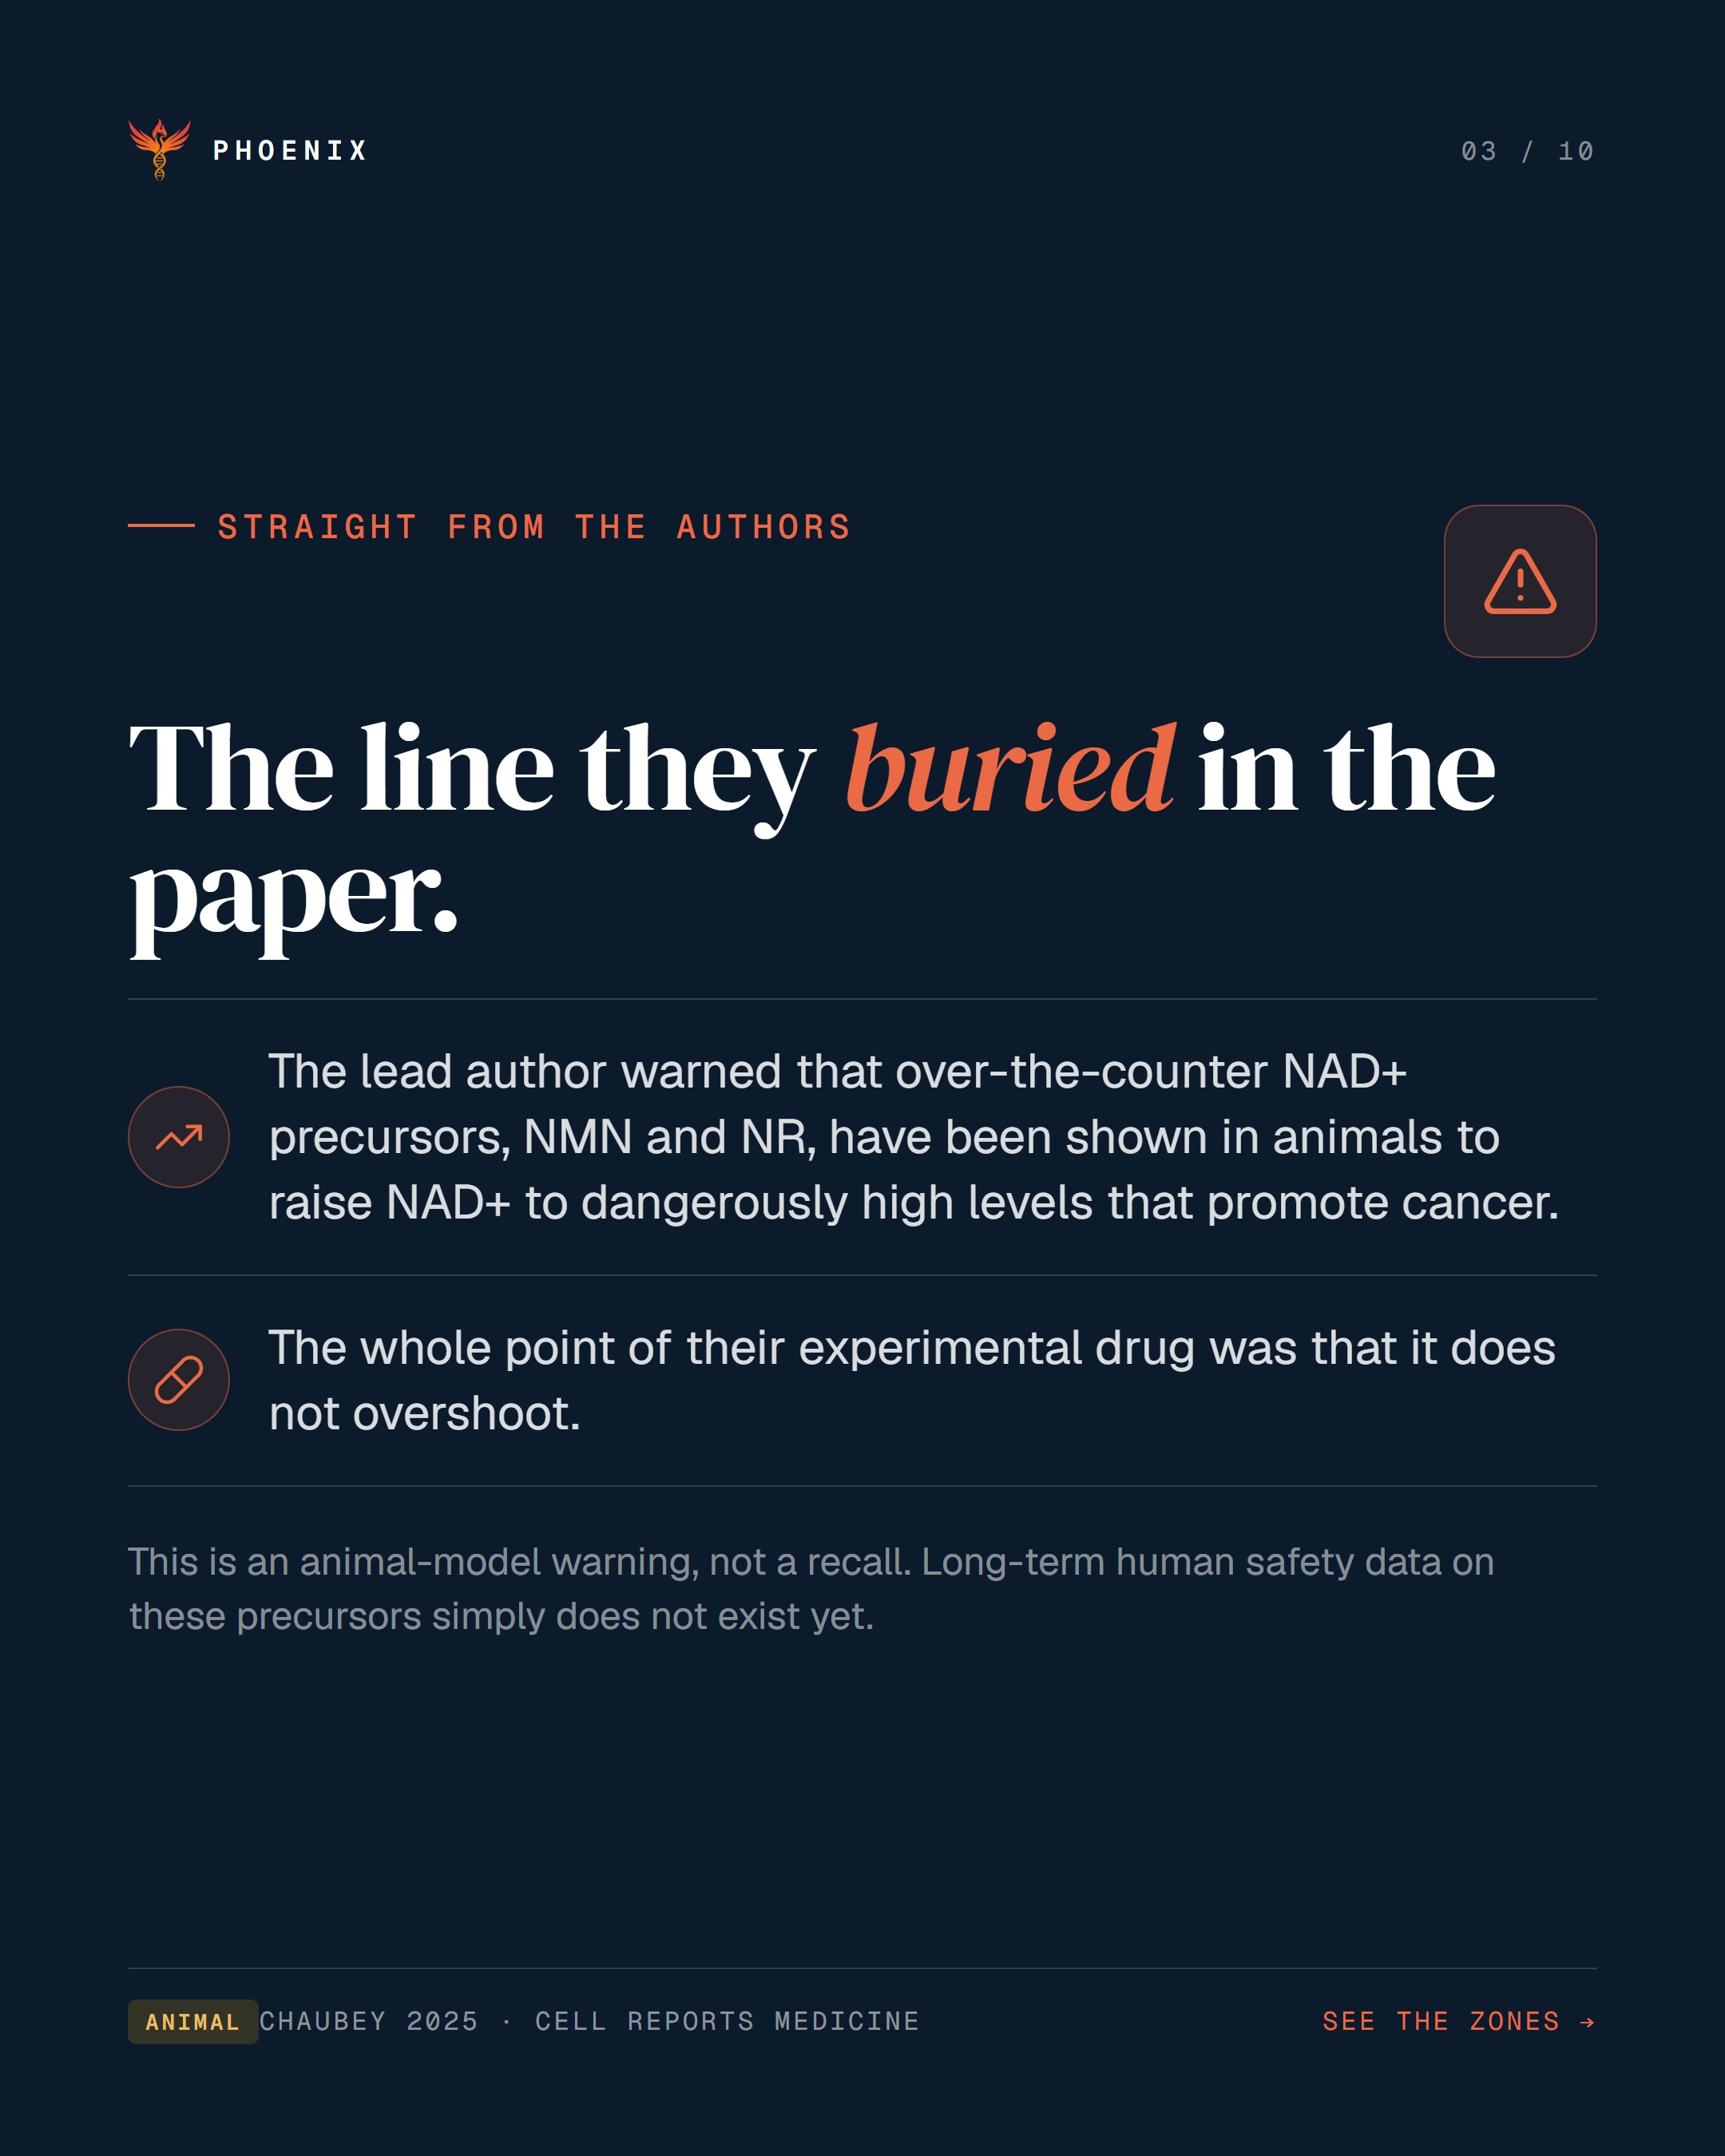 PHOENIX
03 / 10
STRAIGHT FROM THE AUTHORS
The line they buried in the
paper.
The lead author warned that over-the-counter NAD+
precursors, NMN and NR, have been shown in animals to
raise NAD+ to dangerously high levels that promote cancer.
The whole point of their experimental drug was that it does
not overshoot.
This is an animal-model warning, not a recall. Long-term human safety data on
these precursors simply does not exist yet.
ANIMAL CHAUBEY 2025 · CELL REPORTS MEDICINE
SEE THE ZONES →